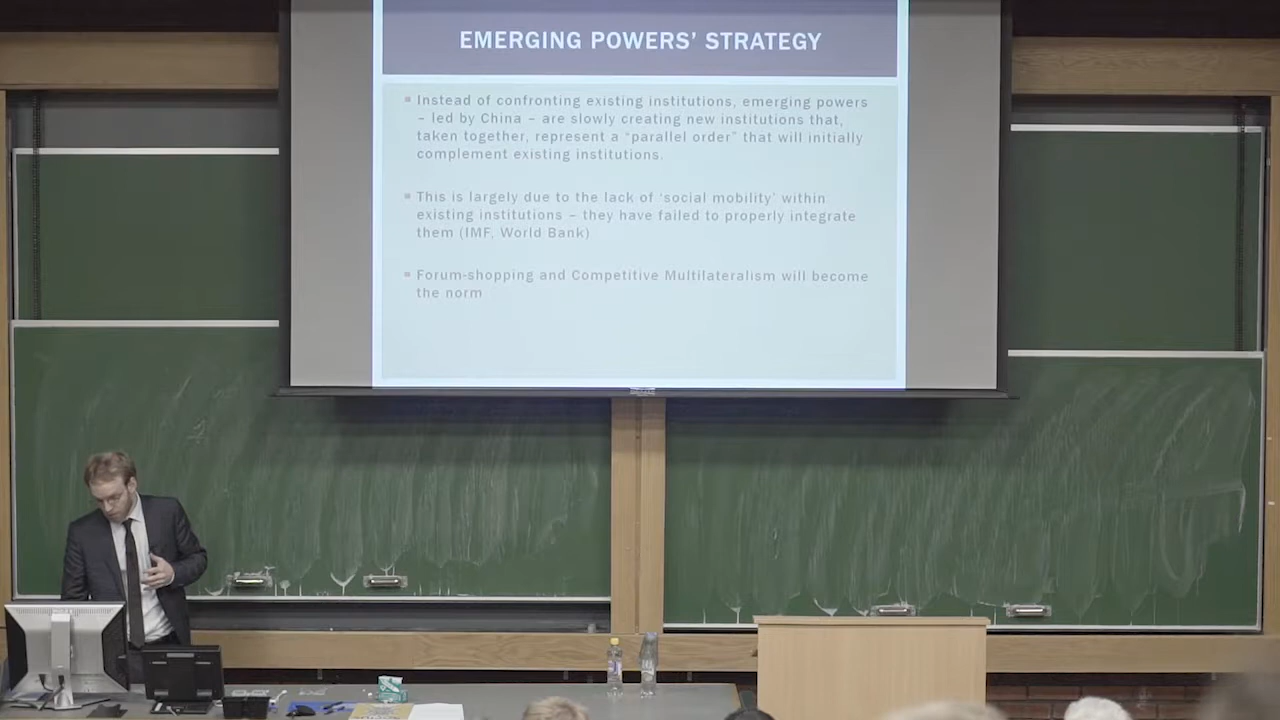 EMERGING POWERS' STRATEGY
Instead of confronting existing institutions, emerging powers
– led by China – are slowly creating new institutions that,
taken together, represent a "parallel order" that will initially
complement existing institutions.
This is largely due to the lack of 'social mobility' within
existing institutions – they have failed to properly integrate
them (IMF, World Bank)
Forum-shopping and Competitive Multilateralism will become
the norm